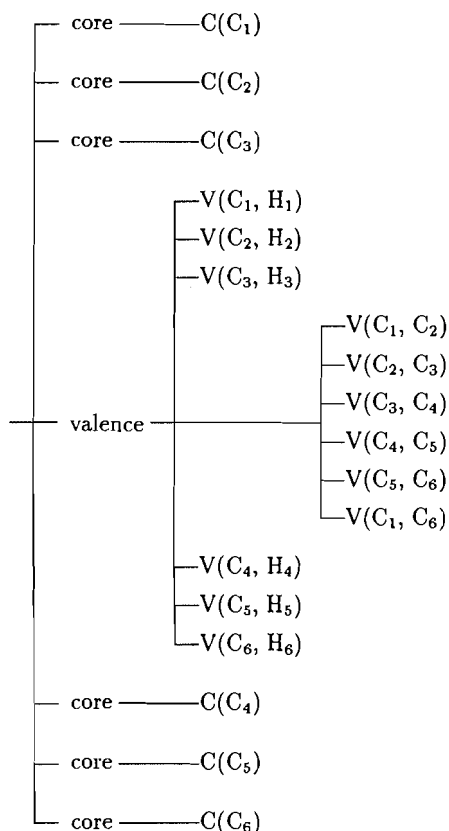 core C(C₁)
core C(C₂)
core C(C₃)
V(C₁, H₁)
V(C₂, H₂)
V(C₃, H₃)
V(C₁, C₂)
V(C₂, C₃)
V(C₃, C₄)
valence
V(C₄, C₅)
V(C₅, C₆)
V(C₁, C₆)
V(C₄, H₄)
V(C₅, H₅)
V(C₆, H₆)
core C(C₄)
core C(C₅)
core C(C₆)